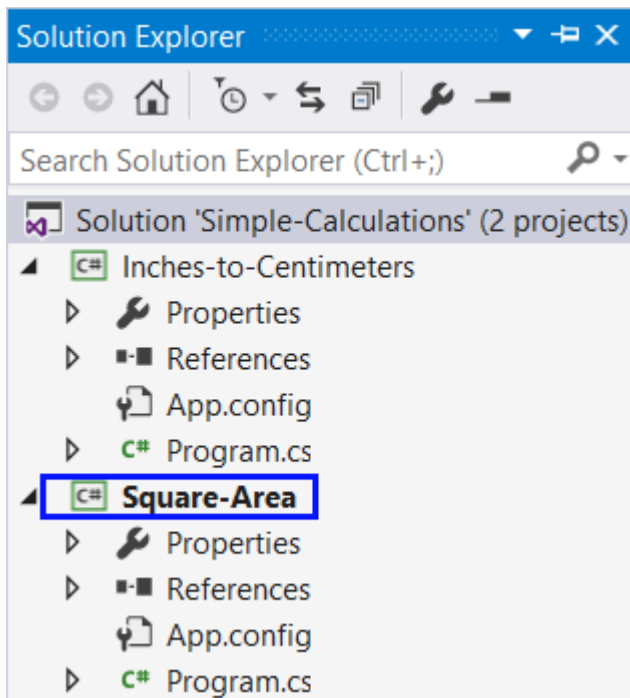 Solution Explorer
Search Solution Explorer (Ctrl+;)
Solution 'Simple-Calculations' (2 projects)
C# Inches-to-Centimeters
Properties
References
App.config
C# Program.cs
C# Square-Area
Properties
References
App.config
C# Program.cs